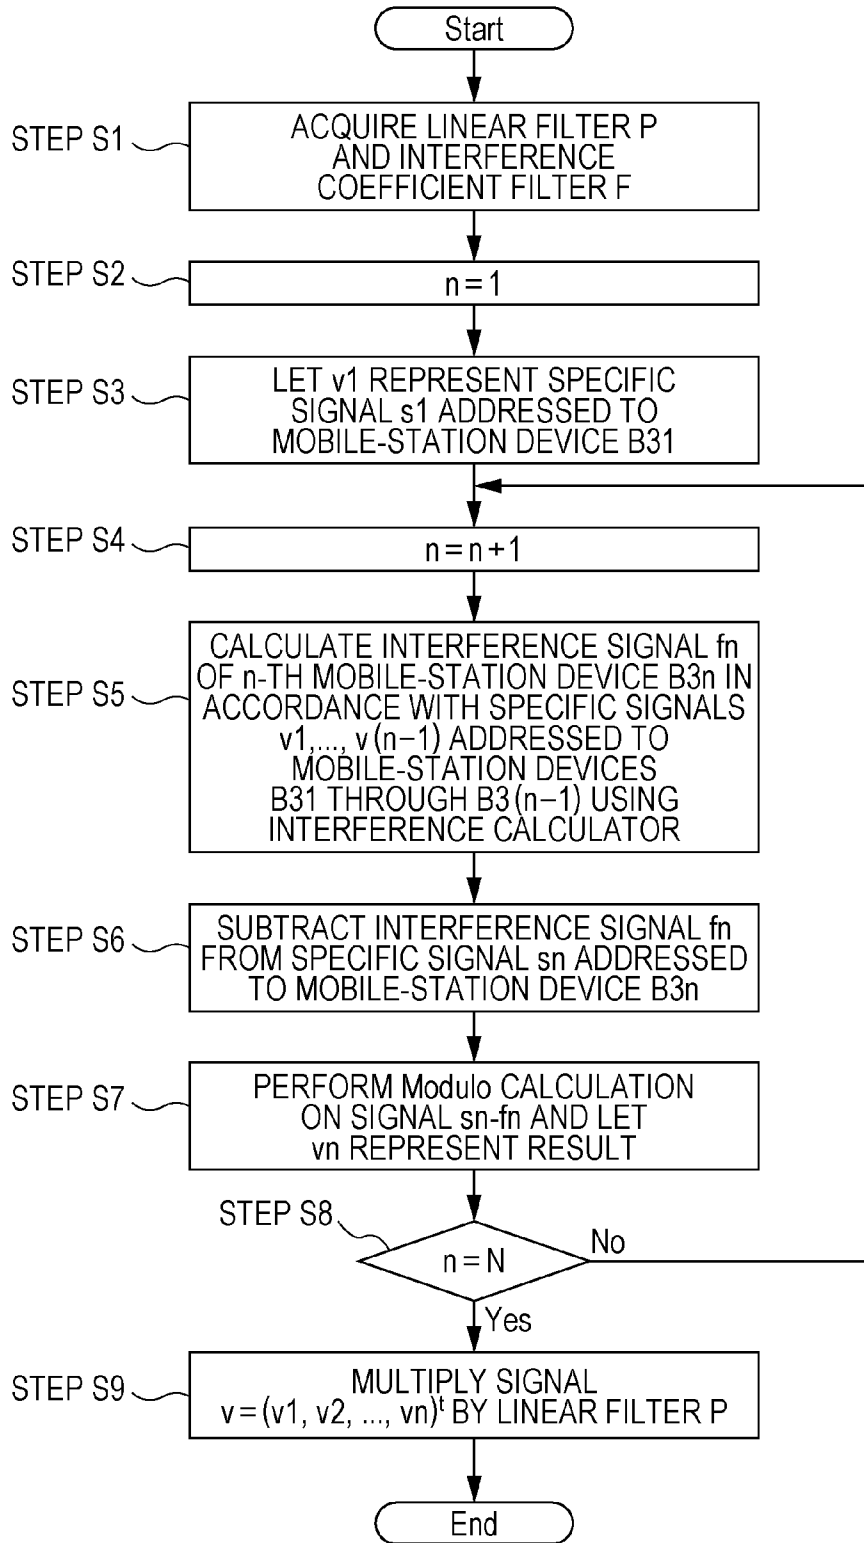 Start
STEP S1
ACQUIRE LINEAR FILTER P
AND INTERFERENCE
COEFFICIENT FILTER F
STEP S2
n=1
STEP S3
LET v1 REPRESENT SPECIFIC
SIGNAL s1 ADDRESSED TO
MOBILE-STATION DEVICE B31
STEP S4
n=n+1
STEP S5
CALCULATE INTERFERENCE SIGNAL fn
OF n-TH MOBILE-STATION DEVICE B3n IN
ACCORDANCE WITH SPECIFIC SIGNALS
v1,..., v(n−1) ADDRESSED TO
MOBILE-STATION DEVICES
B31 THROUGH B3(n−1) USING
INTERFERENCE CALCULATOR
STEP S6
SUBTRACT INTERFERENCE SIGNAL fn
FROM SPECIFIC SIGNAL sn ADDRESSED
TO MOBILE-STATION DEVICE B3n
STEP S7
PERFORM Modulo CALCULATION
ON SIGNAL sn-fn AND LET
vn REPRESENT RESULT
STEP S8
n=N
No
Yes
STEP S9
MULTIPLY SIGNAL
v=(v1, v2, ..., vn)ᵗ BY LINEAR FILTER P
End